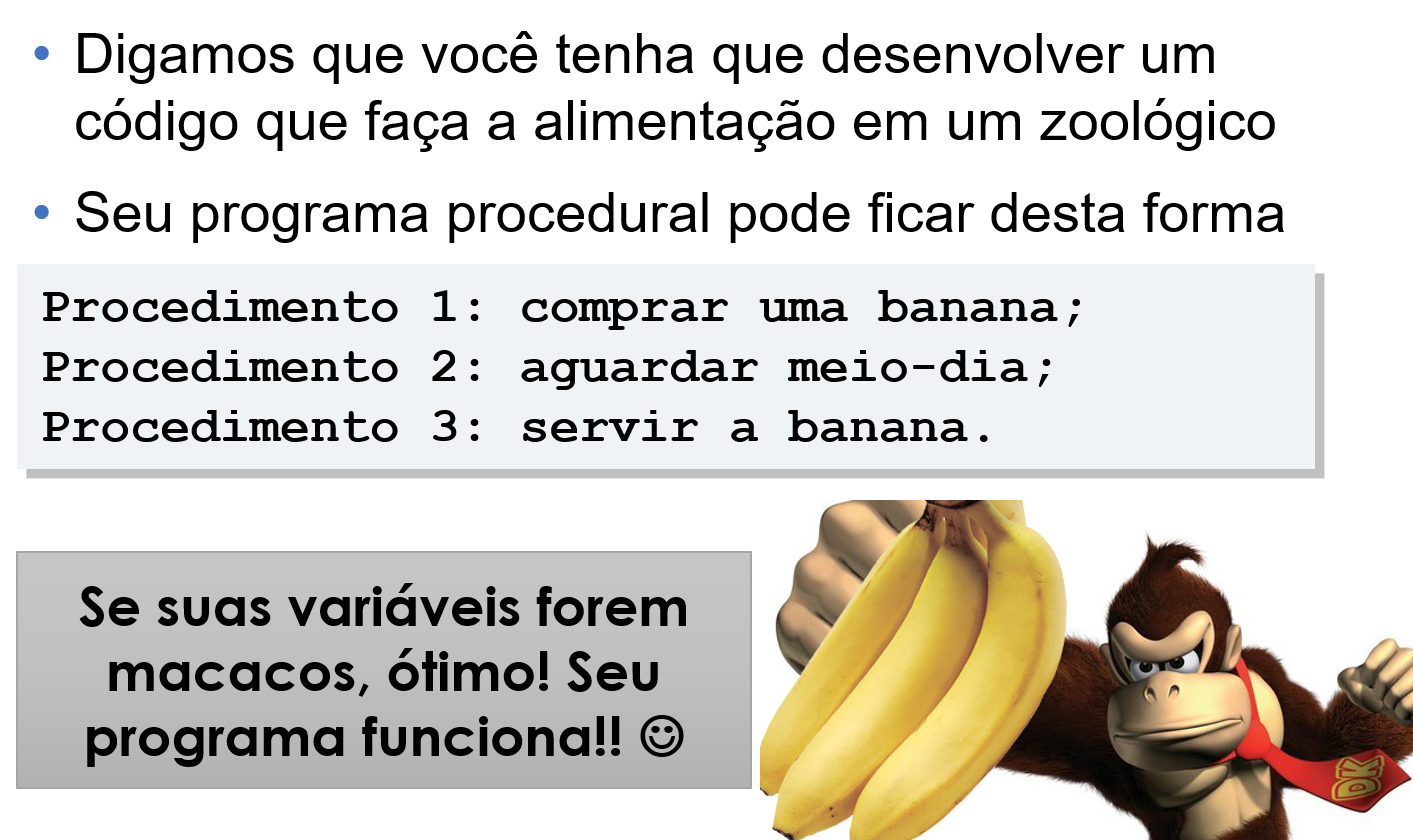 • Digamos que você tenha que desenvolver um
código que faça a alimentação em um zoológico
• Seu programa procedural pode ficar desta forma
Procedimento 1: comprar uma banana;
Procedimento 2: aguardar meio-dia;
Procedimento 3: servir a banana.
Se suas variáveis forem
macacos, ótimo! Seu
programa funciona!! ☺
DK